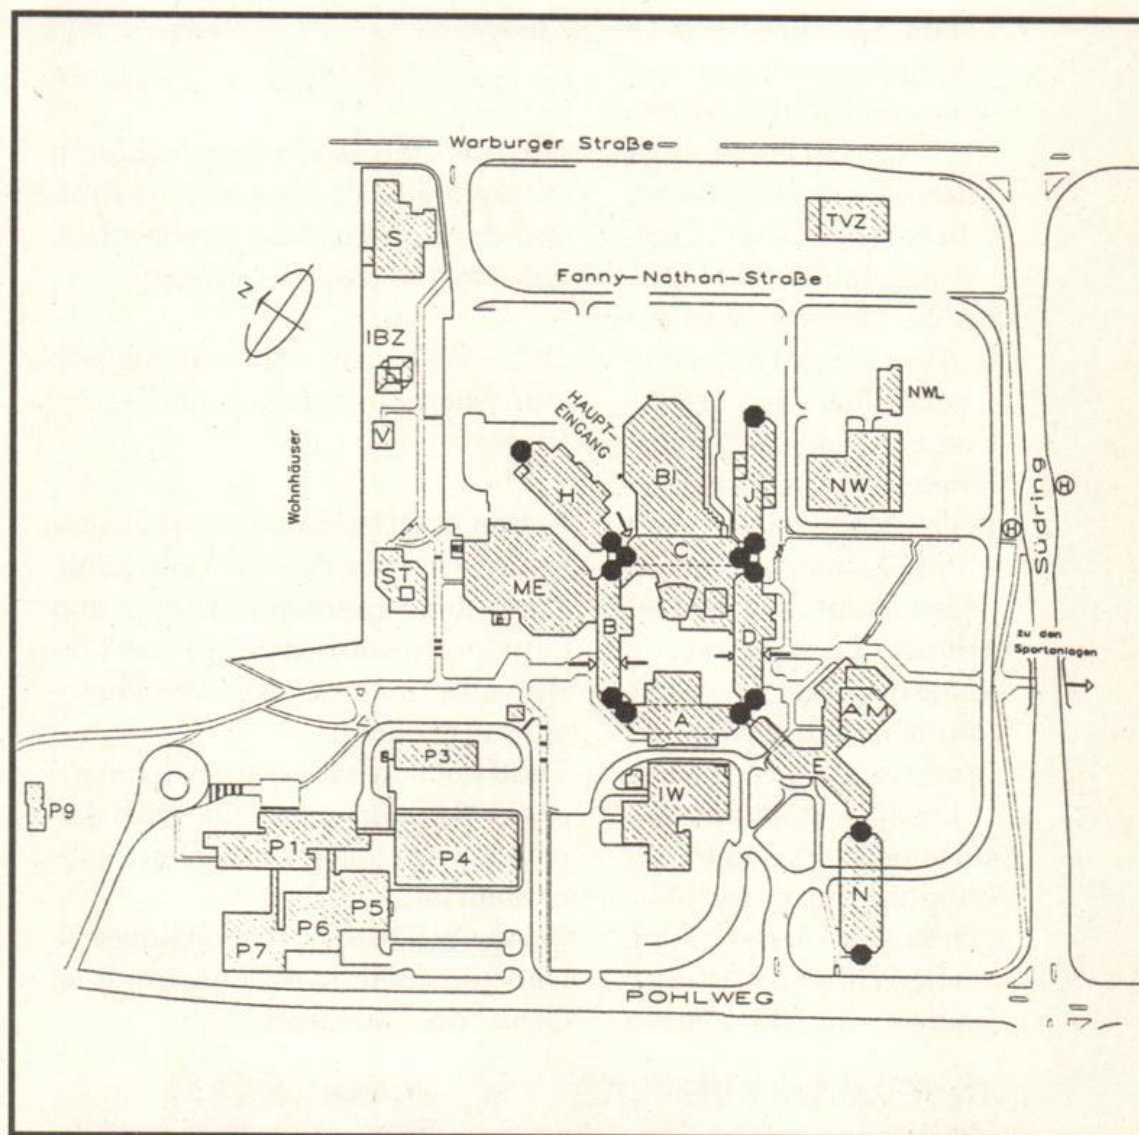 Warburger Straße
S
TVZ
Fanny-Nathan-Straße
N
IBZ
NWL
HAUPT-
EINGANG
V
Wohnhäuser
H
BI
J
NW
H
Südring
H
C
ST
ME
B
D
zu den
Sportanlagen
A
AM
P3
E
IW
P9
P1
P4
P5
N
P6
P7
POHLWEG